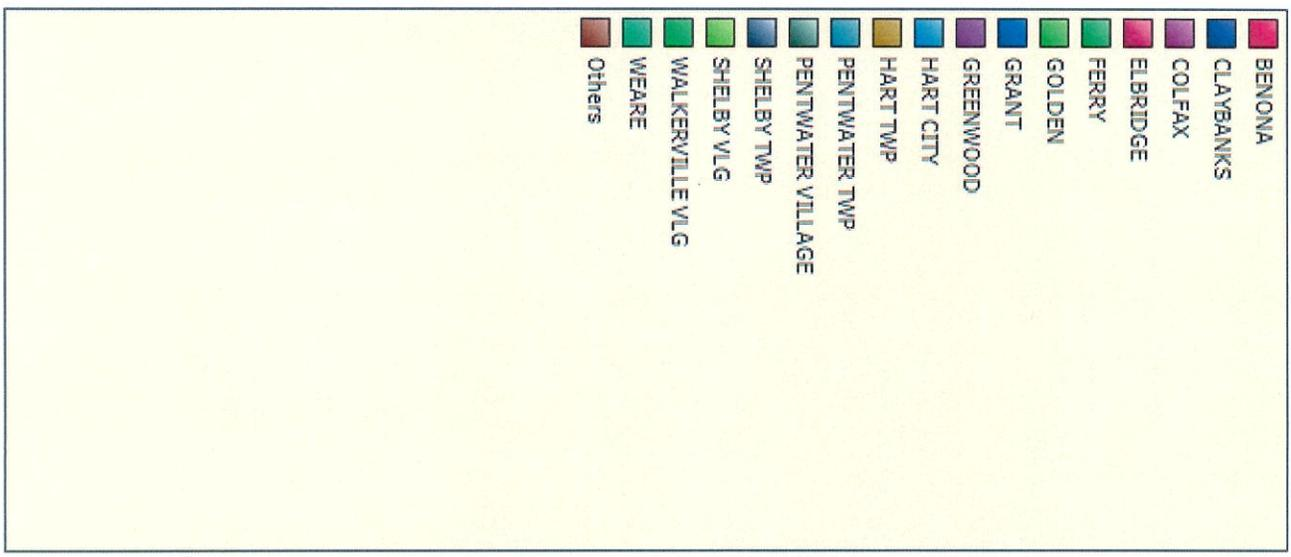 BENONA
CLAYBANKS
COLFAX
ELBRIDGE
FERRY
GOLDEN
GRANT
GREENWOOD
HART CITY
HART TWP
PENTWATER TWP
PENTWATER VILLAGE
SHELBY TWP
SHELBY VLG
WALKERVILLE VLG
WEARE
Others